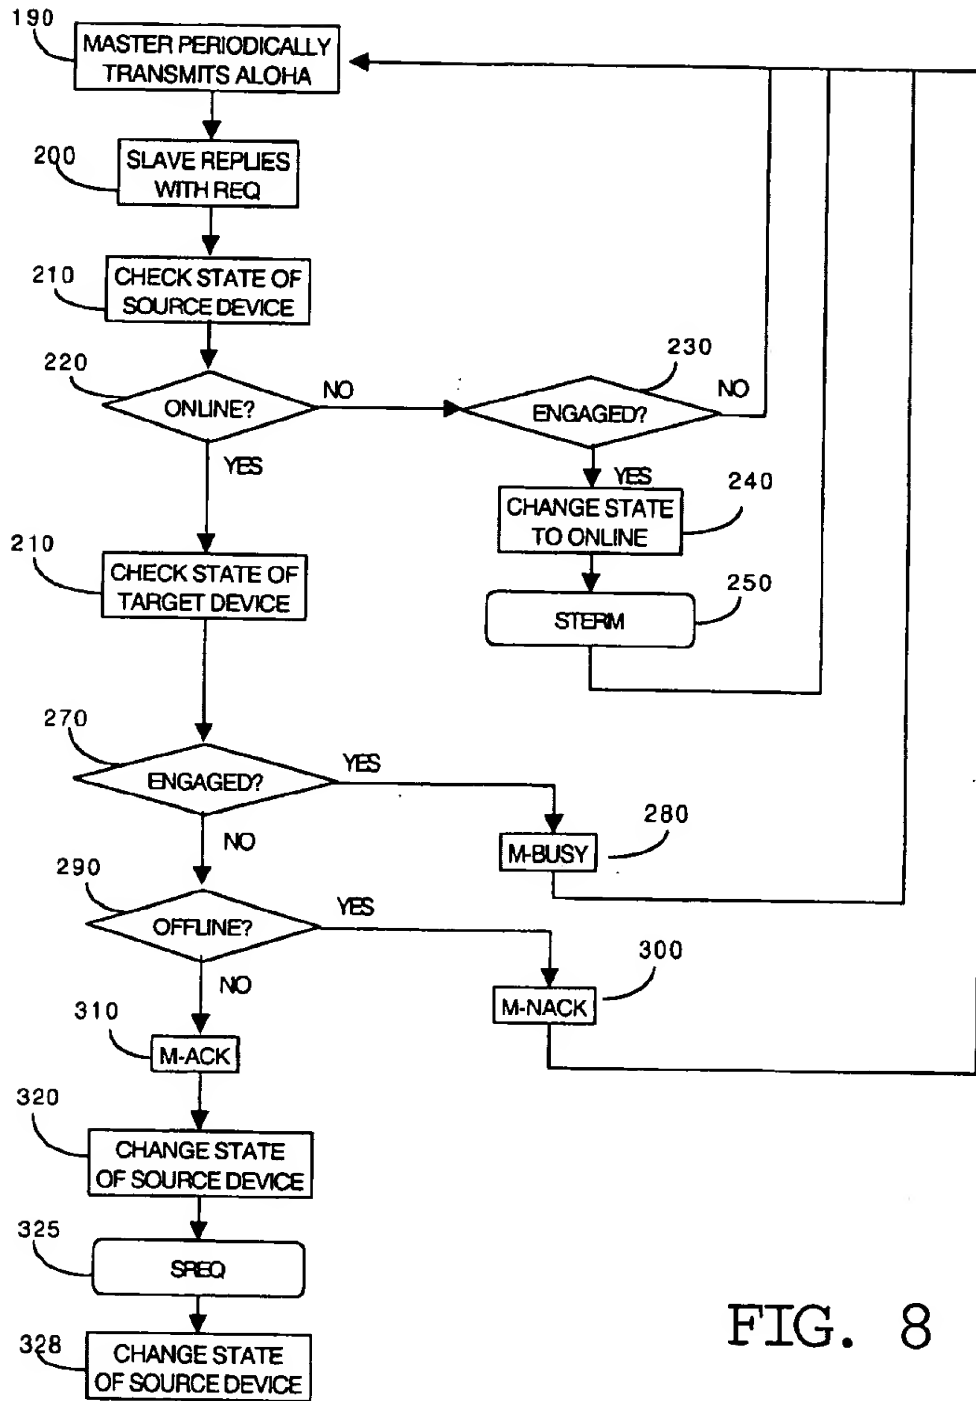 190
MASTER PERIODICALLY
TRANSMITS ALOHA
200
SLAVE REPLIES
WITH REQ
210
CHECK STATE OF
SOURCE DEVICE
220
ONLINE?
NO
230
ENGAGED?
NO
YES
YES
240
CHANGE STATE
TO ONLINE
210
CHECK STATE OF
TARGET DEVICE
250
STERM
270
ENGAGED?
YES
NO
280
M-BUSY
290
OFFLINE?
YES
NO
300
M-NACK
310
M-ACK
320
CHANGE STATE
OF SOURCE DEVICE
325
SREQ
328
CHANGE STATE
OF SOURCE DEVICE
FIG. 8